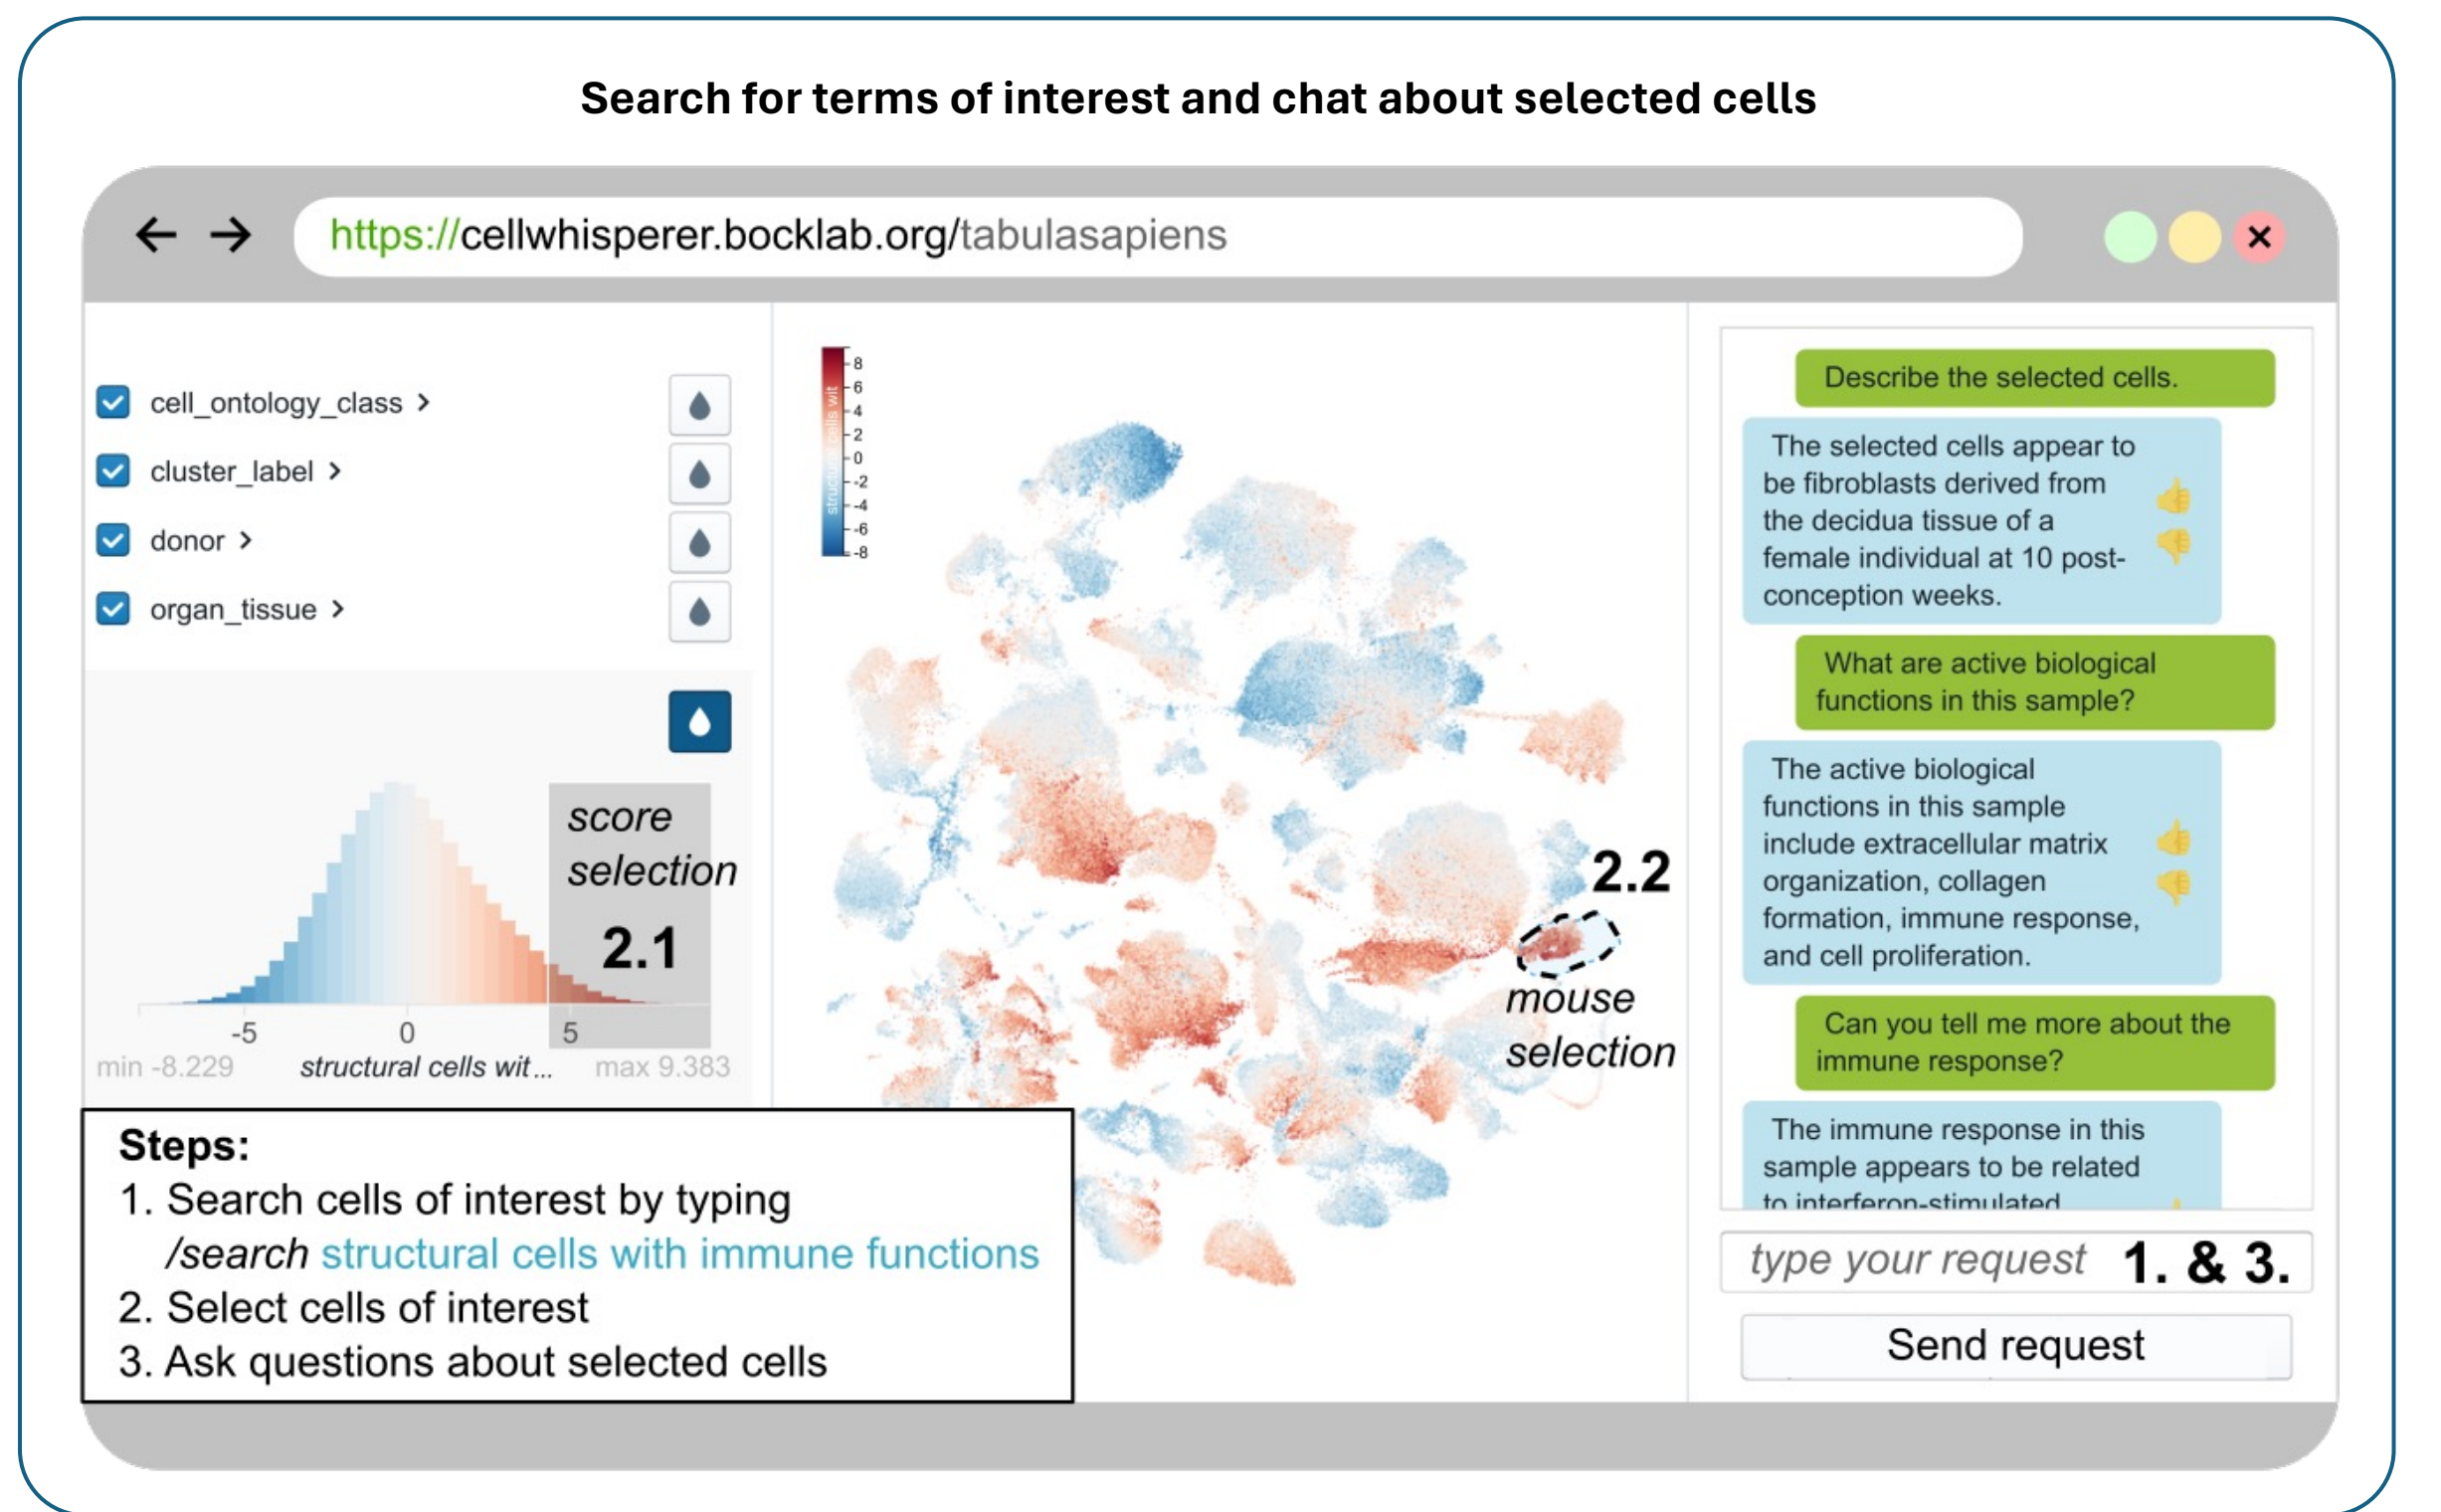 Search for terms of interest and chat about selected cells
https://cellwhisperer.bocklab.org/tabulasapiens
cell_ontology_class
cluster_label
donor
organ_tissue
score
selection
2.1
-5
0
5
min -8.229
structural cells wit...
max 9.383
structural cells wit
8
6
4
2
0
-2
-4
-6
-8
2.2
mouse
selection
Describe the selected cells.
The selected cells appear to
be fibroblasts derived from
the decidua tissue of a
female individual at 10 post-
conception weeks.
What are active biological
functions in this sample?
The active biological
functions in this sample
include extracellular matrix
organization, collagen
formation, immune response,
and cell proliferation.
Can you tell me more about the
immune response?
The immune response in this
sample appears to be related
to interferon-stimulated
type your request 1. & 3.
Send request
Steps:
1. Search cells of interest by typing
/search structural cells with immune functions
2. Select cells of interest
3. Ask questions about selected cells